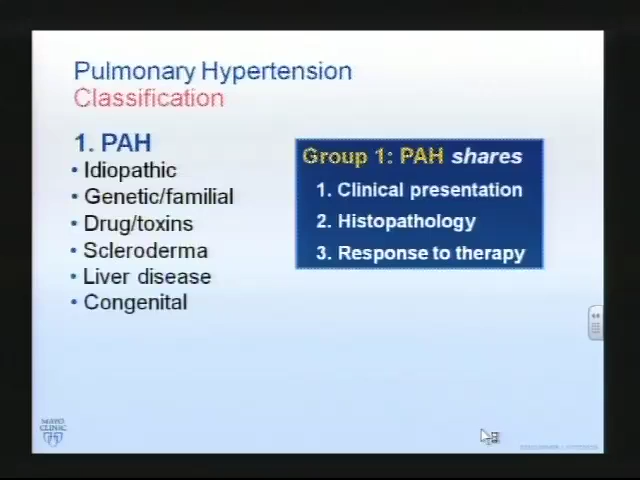 Pulmonary Hypertension
Classification
1. PAH
• Idiopathic
• Genetic/familial
• Drug/toxins
• Scleroderma
• Liver disease
• Congenital
Group 1: PAH shares
1. Clinical presentation
2. Histopathology
3. Response to therapy
MAYO
CLINIC